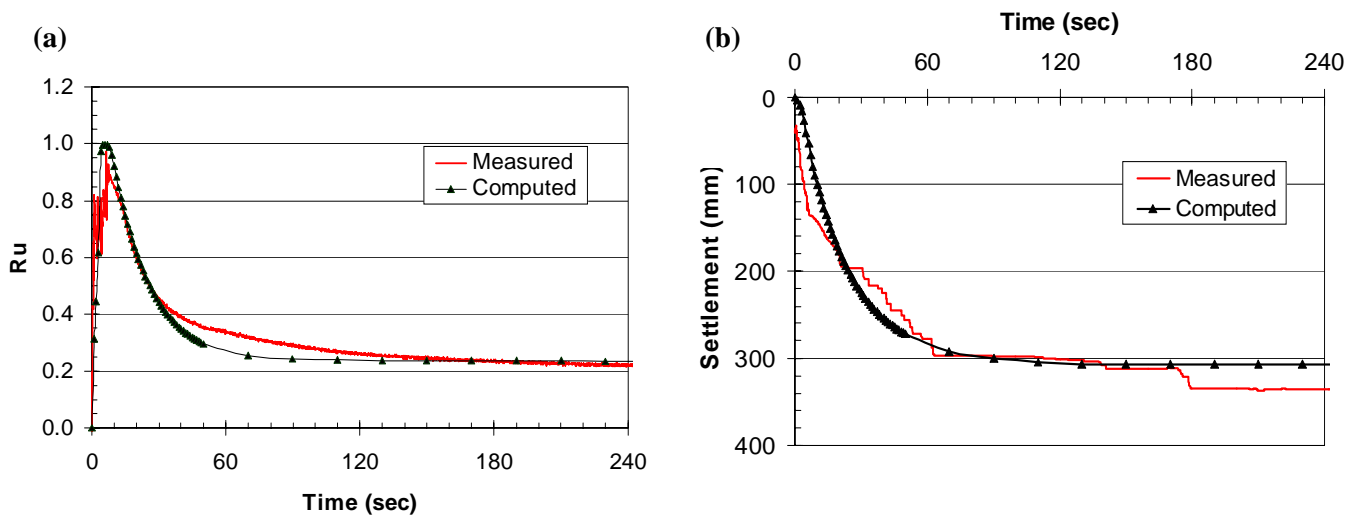 (a)
1.2
1.0
0.8
0.6
0.4
0.2
0.0
Ru
Measured
Computed
0 60 120 180 240
Time (sec)
(b)
Time (sec)
0 60 120 180 240
0
100
200
300
400
Settlement (mm)
Measured
Computed